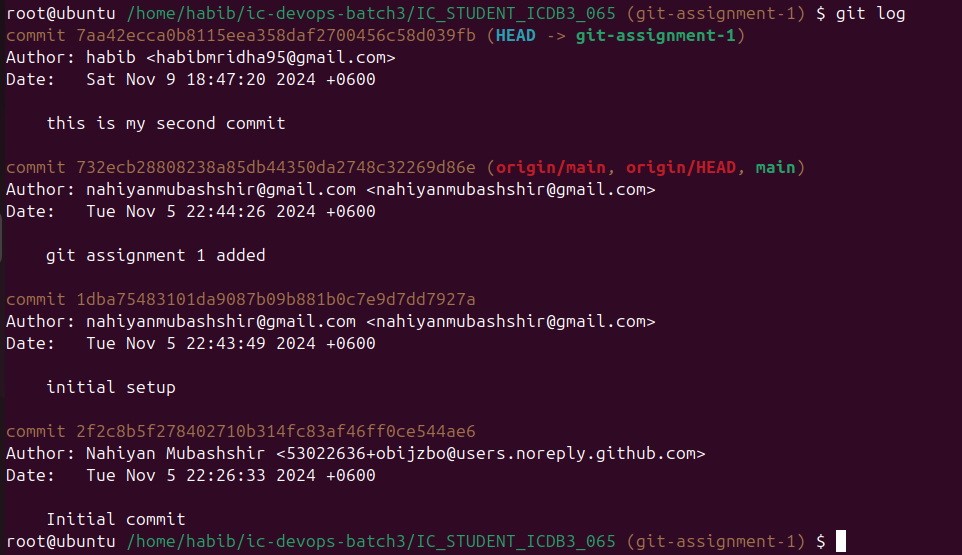 root@ubuntu /home/habib/ic-devops-batch3/IC_STUDENT_ICDB3_065 (git-assignment-1) $ git log
commit 7aa42ecca0b8115eea358daf2700456c58d039fb (HEAD -> git-assignment-1)
Author: habib <habibmridha95@gmail.com>
Date:   Sat Nov 9 18:47:20 2024 +0600
    this is my second commit
commit 732ecb28808238a85db44350da2748c32269d86e (origin/main, origin/HEAD, main)
Author: nahiyanmubashshir@gmail.com <nahiyanmubashshir@gmail.com>
Date:   Tue Nov 5 22:44:26 2024 +0600
    git assignment 1 added
commit 1dba75483101da9087b09b881b0c7e9d7dd7927a
Author: nahiyanmubashshir@gmail.com <nahiyanmubashshir@gmail.com>
Date:   Tue Nov 5 22:43:49 2024 +0600
    initial setup
commit 2f2c8b5f278402710b314fc83af46ff0ce544ae6
Author: Nahiyan Mubashshir <53022636+obijzbo@users.noreply.github.com>
Date:   Tue Nov 5 22:26:33 2024 +0600
    Initial commit
root@ubuntu /home/habib/ic-devops-batch3/IC_STUDENT_ICDB3_065 (git-assignment-1) $